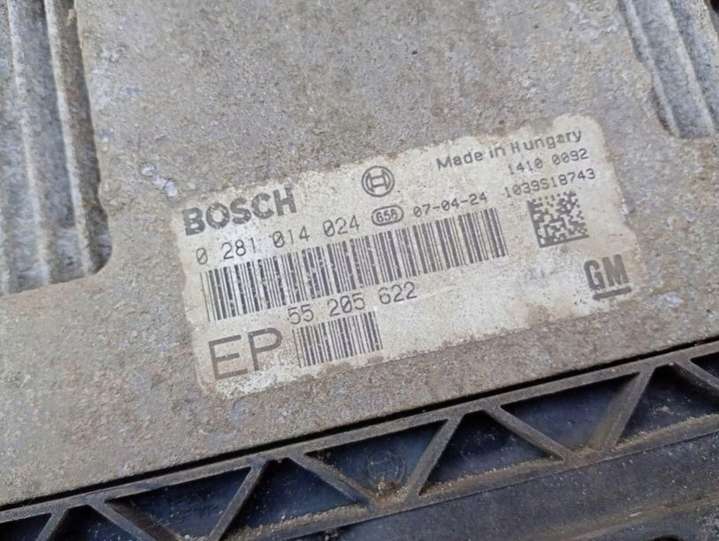 Made in Hungary
1410 0092
BOSCH
0 281 014 024 656 07-04-24 1039S18743
GM
55 205 622
EP